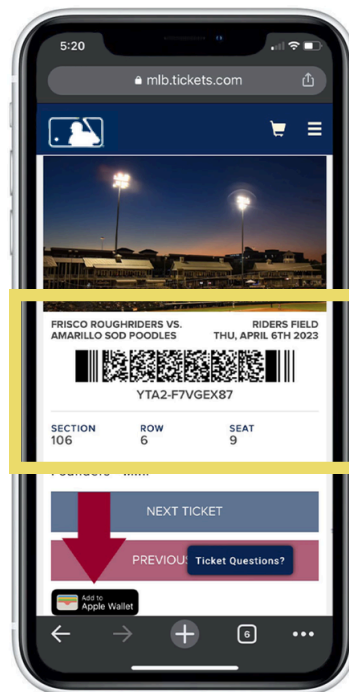 5:20
mlb.tickets.com
FRISCO ROUGHRIDERS VS.
AMARILLO SOD POODLES
RIDERS FIELD
THU, APRIL 6TH 2023
YTA2-F7VGEX87
SECTION
106
ROW
6
SEAT
9
NEXT TICKET
PREVIOU
Ticket Questions?
Add to
Apple Wallet
6